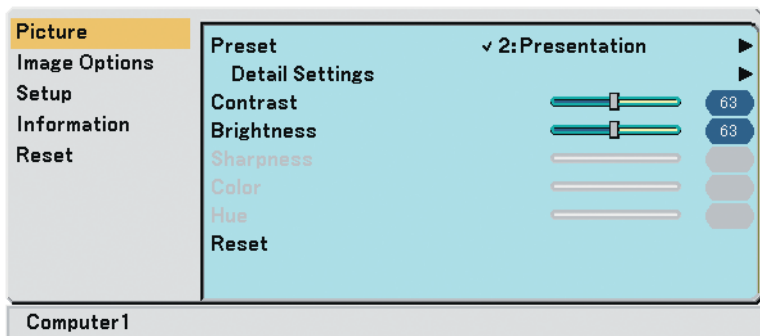 Picture
Image Options
Setup
Information
Reset
Preset ✓ 2:Presentation ▶
Detail Settings ▶
Contrast 63
Brightness 63
Sharpness
Color
Hue
Reset
Computer1